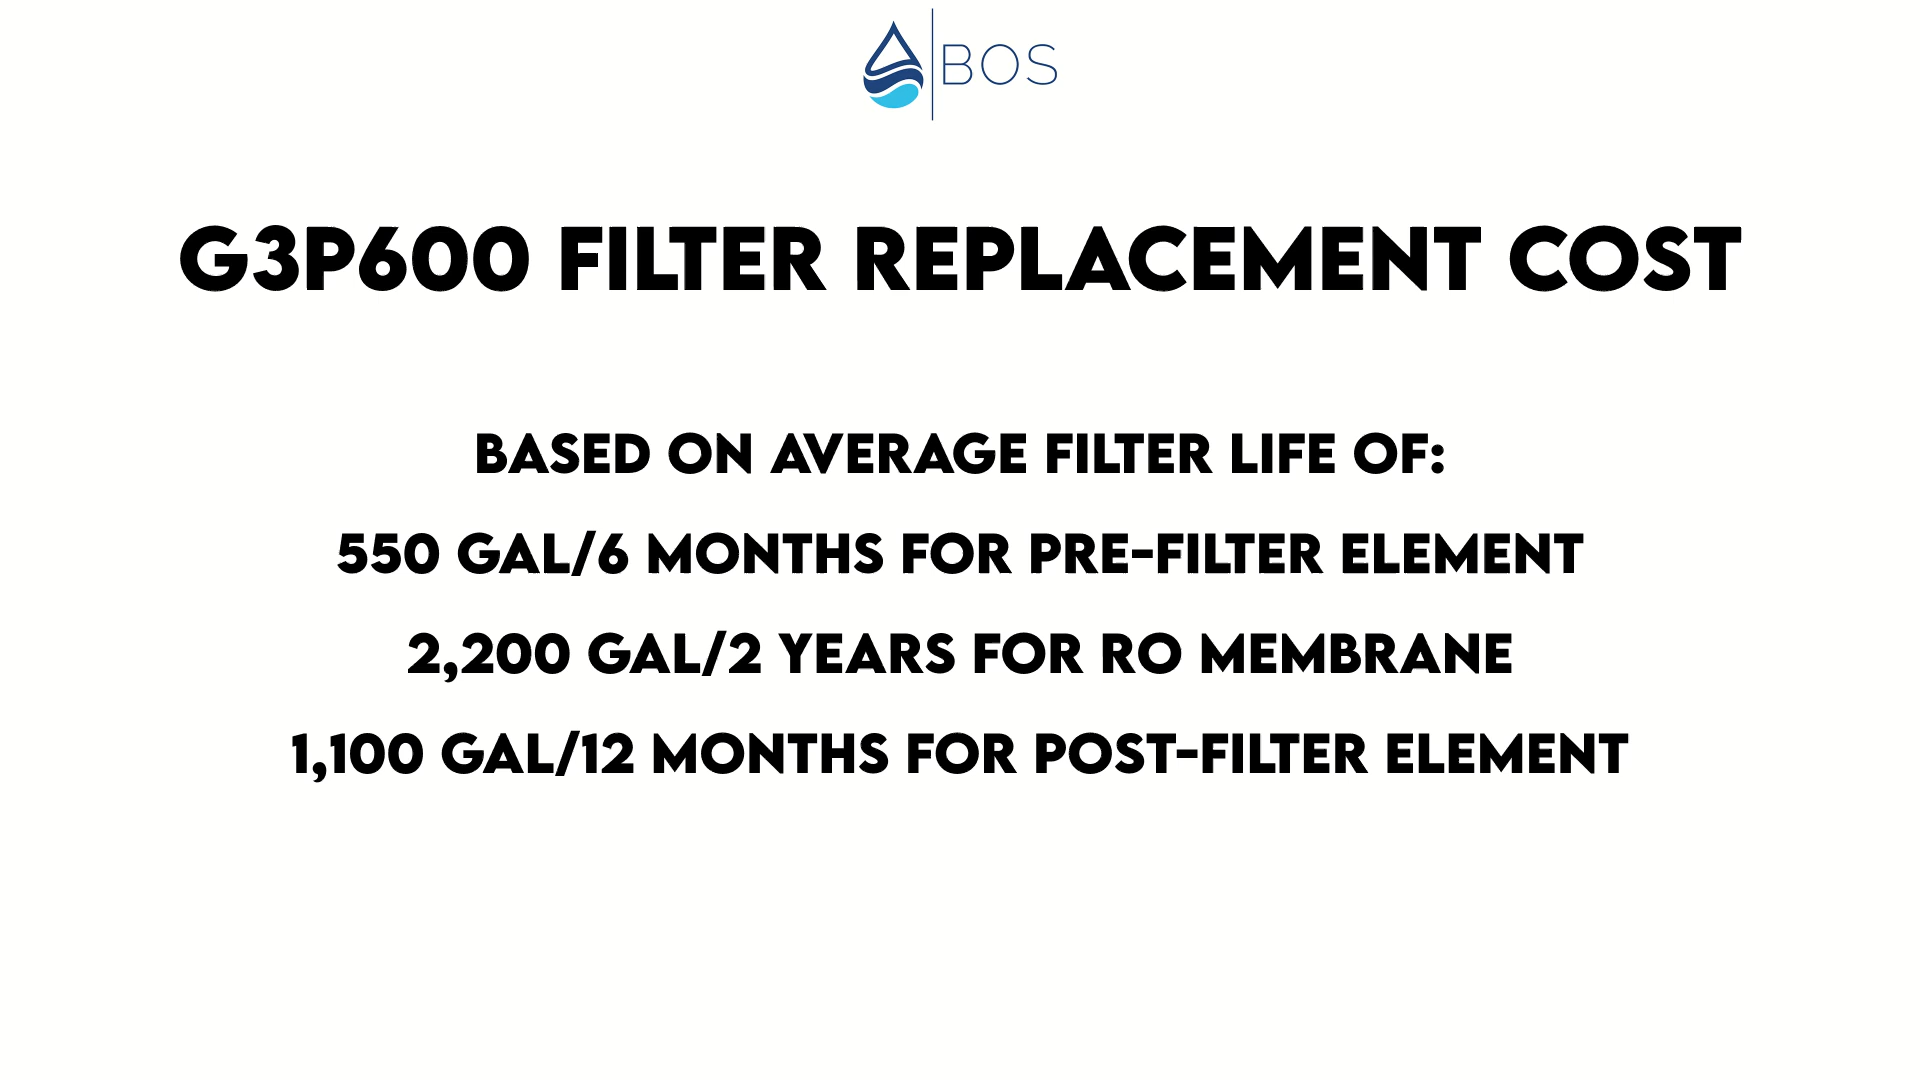 BOS
G3P600 FILTER REPLACEMENT COST
BASED ON AVERAGE FILTER LIFE OF:
550 GAL/6 MONTHS FOR PRE-FILTER ELEMENT
2,200 GAL/2 YEARS FOR RO MEMBRANE
1,100 GAL/12 MONTHS FOR POST-FILTER ELEMENT